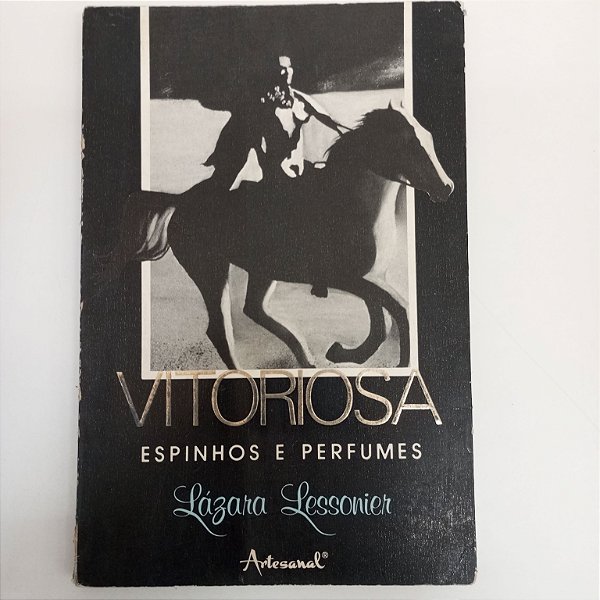 VITORIOSA
ESPINHOS E PERFUMES
Lázara Lessonier
Artesanal®